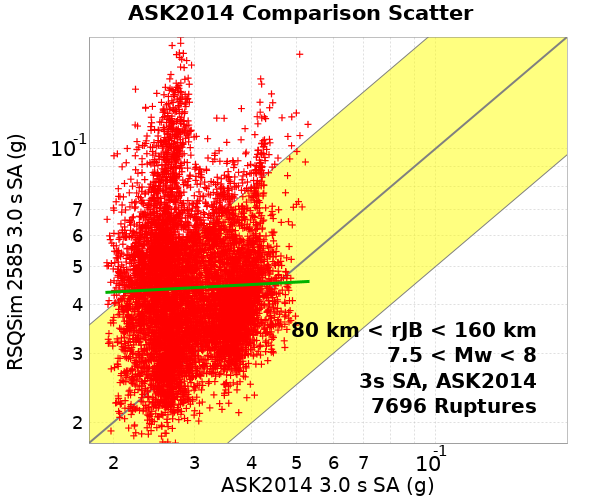 ASK2014 Comparison Scatter
RSQSim 2585 3.0 s SA (g)
10-1
7
6
5
4
3
2
80 km < rJB < 160 km
7.5 < Mw < 8
3s SA, ASK2014
7696 Ruptures
2 3 4 5 6 7 10-1
ASK2014 3.0 s SA (g)